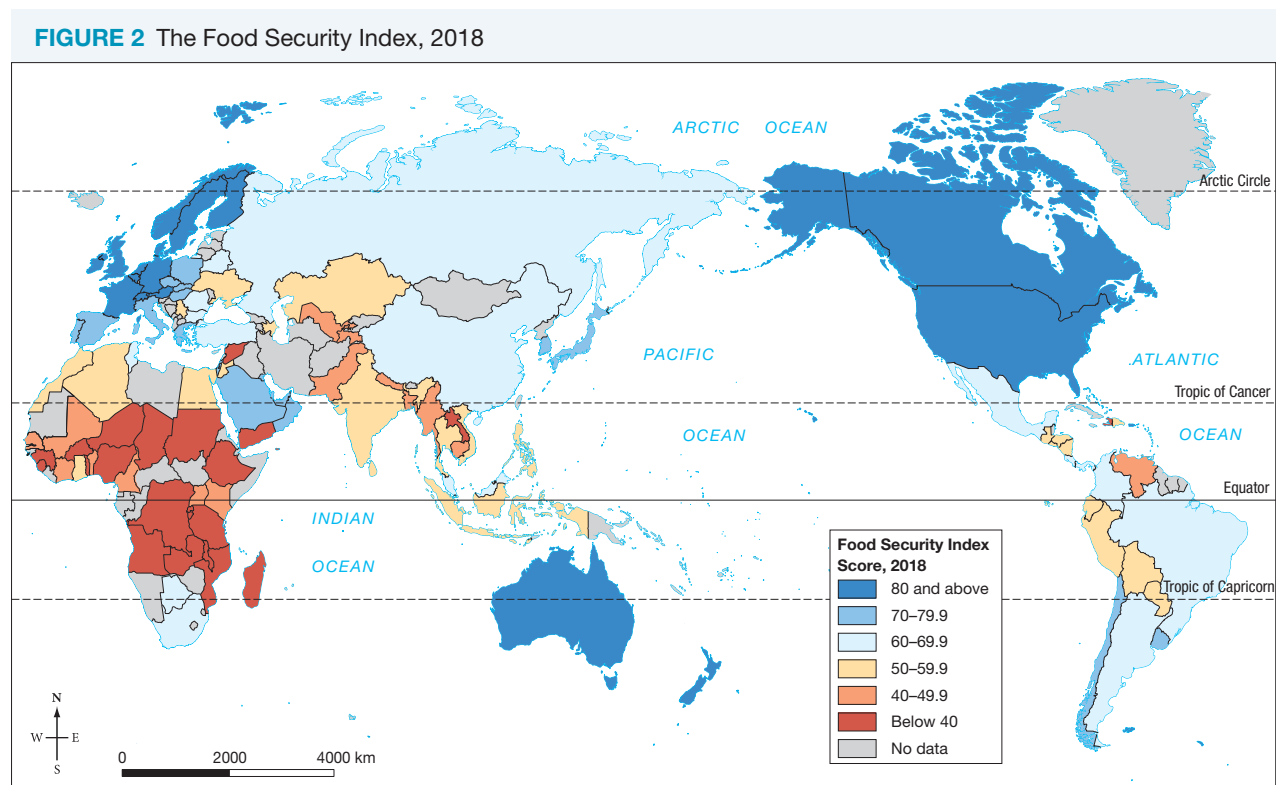 FIGURE 2 The Food Security Index, 2018
ARCTIC OCEAN
Arctic Circle
PACIFIC
.ATLANTIC
Tropic of Cancer
OCEAN
OCEAN
Equator
INDIAN
OCEAN
Tropic of Capricorn
Food Security Index
Score, 2018
80 and above
70–79.9
60–69.9
50–59.9
40–49.9
Below 40
No data
N
W E
S
0 2000 4000 km